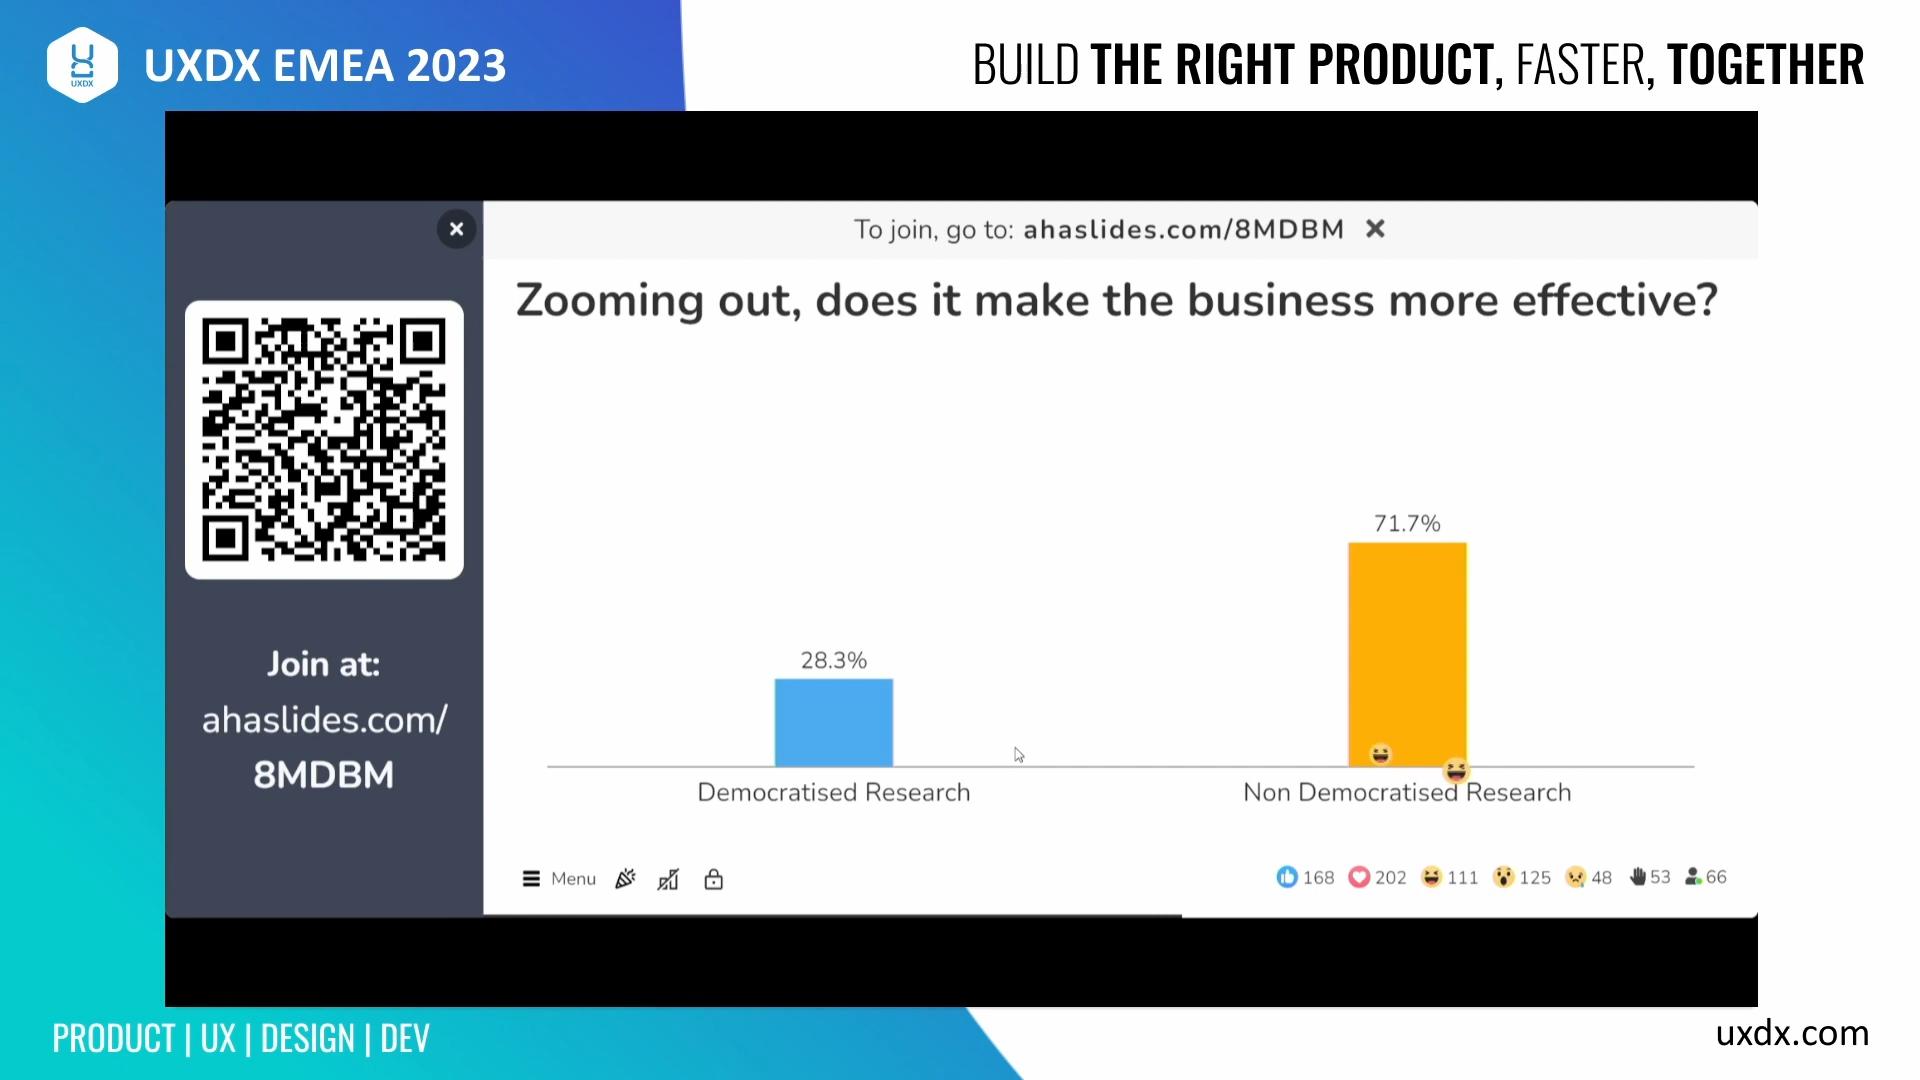 UXDX
UXDX EMEA 2023
BUILD THE RIGHT PRODUCT, FASTER, TOGETHER
To join, go to: ahaslides.com/8MDBM
Zooming out, does it make the business more effective?
Join at:
ahaslides.com/
8MDBM
71.7%
28.3%
Democratised Research
Non Democratised Research
Menu
168 202 111 125 48 53 66
PRODUCT | UX | DESIGN | DEV
uxdx.com